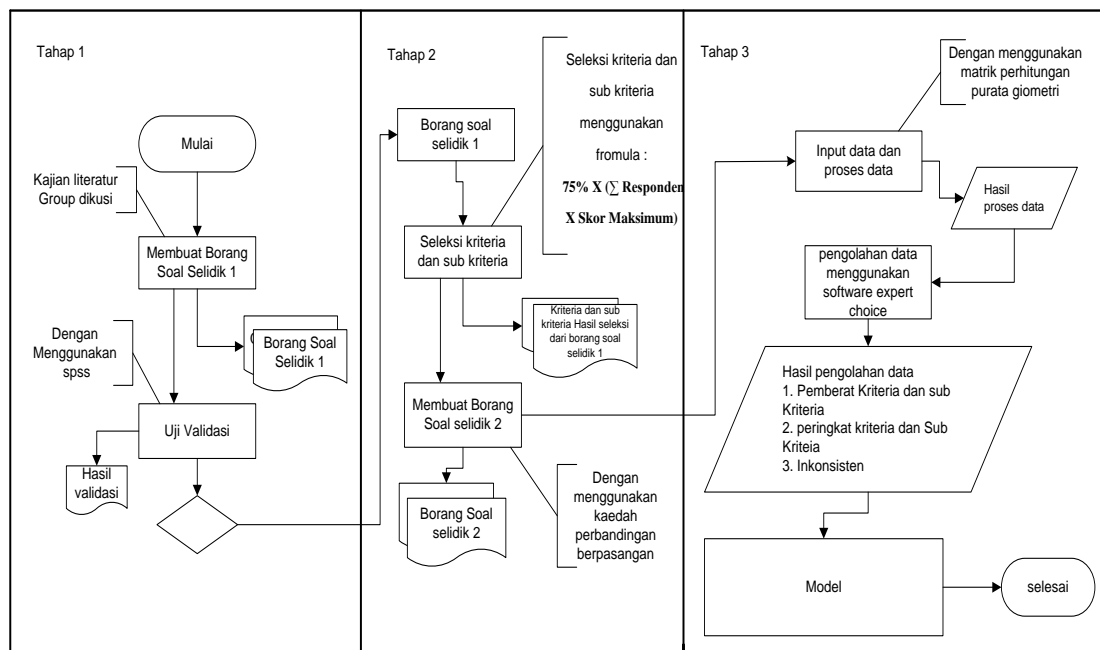 Tahap 1
Mulai
Kajian literatur
Group dikusi
Membuat Borang
Soal Selidik 1
Borang Soal
Selidik 1
Dengan
Menggunakan
spss
Uji Validasi
Hasil
validasi
Tahap 2
Borang soal
selidik 1
Seleksi kriteria dan
sub kriteria
menggunakan
fromula :
75% X (∑ Responden
X Skor Maksimum)
Seleksi kriteria
dan sub kriteria
Kriteria dan sub
kriteria Hasil seleksi
dari borang soal
selidik 1
Membuat Borang
Soal selidik 2
Borang Soal
selidik 2
Dengan
menggunakan
kaedah
perbandingan
berpasangan
Tahap 3
Dengan menggunakan
matrik perhitungan
purata giometri
Input data dan
proses data
Hasil
proses data
pengolahan data
menggunakan
software expert
choice
Hasil pengolahan data
1. Pemberat Kriteria dan sub
Kriteria
2. peringkat kriteria dan Sub
Kriteia
3. Inkonsisten
Model
selesai